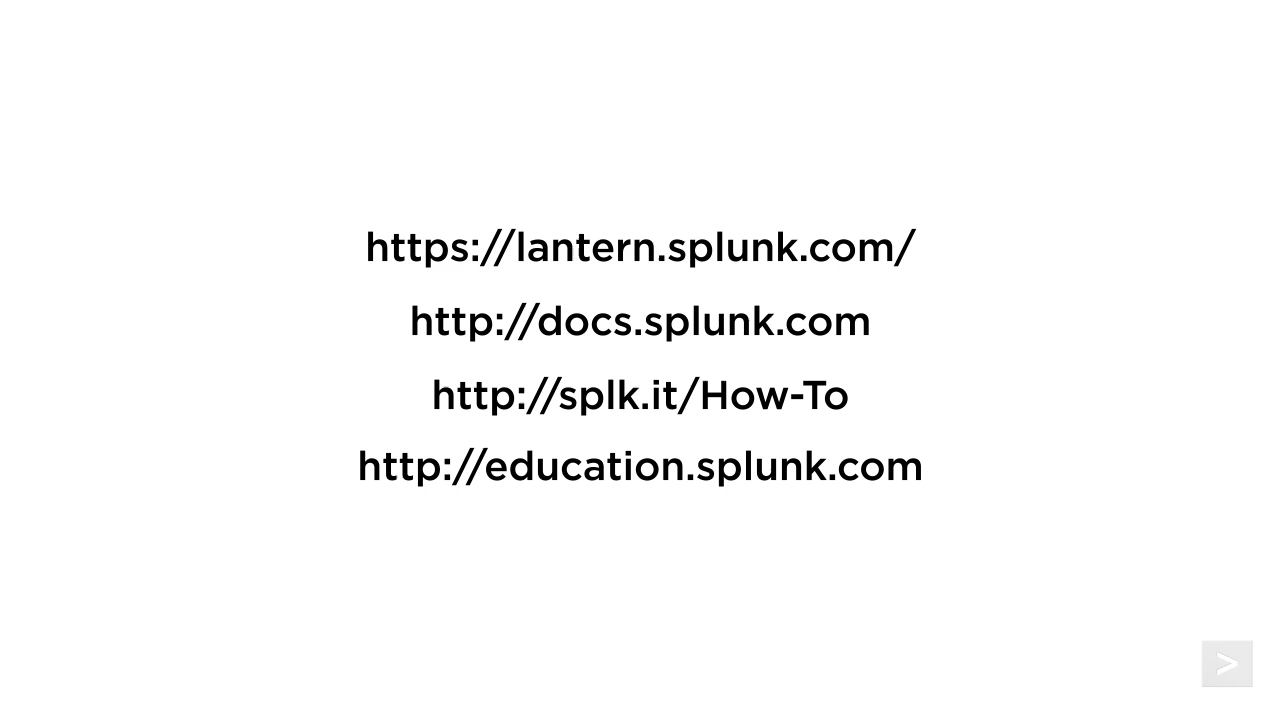 https://lantern.splunk.com/
http://docs.splunk.com
http://splk.it/How-To
http://education.splunk.com
>